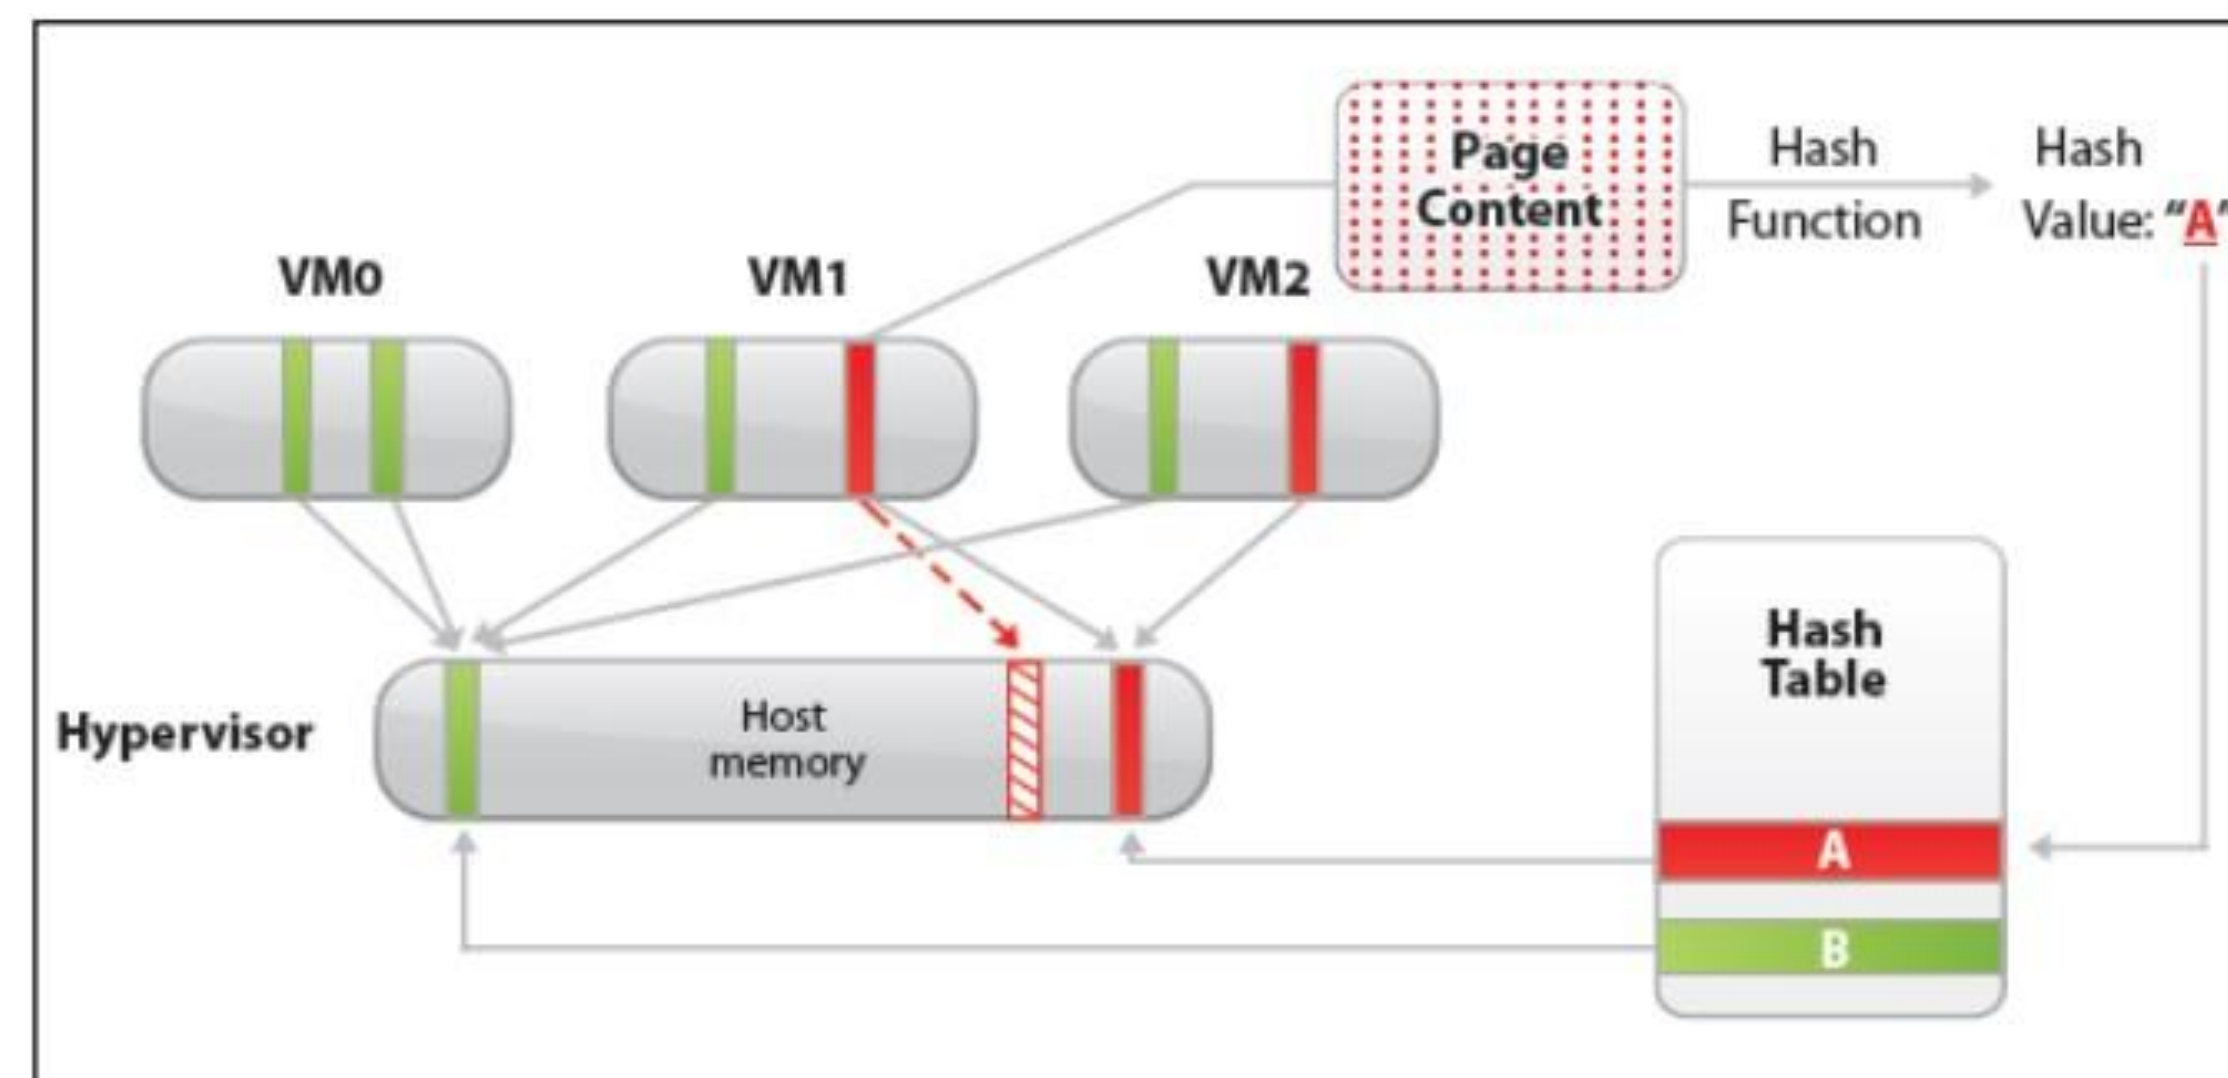 Page
Content
Hash
Function
Hash
Value: "A"
VM0
VM1
VM2
Hypervisor
Host
memory
Hash
Table
A
B